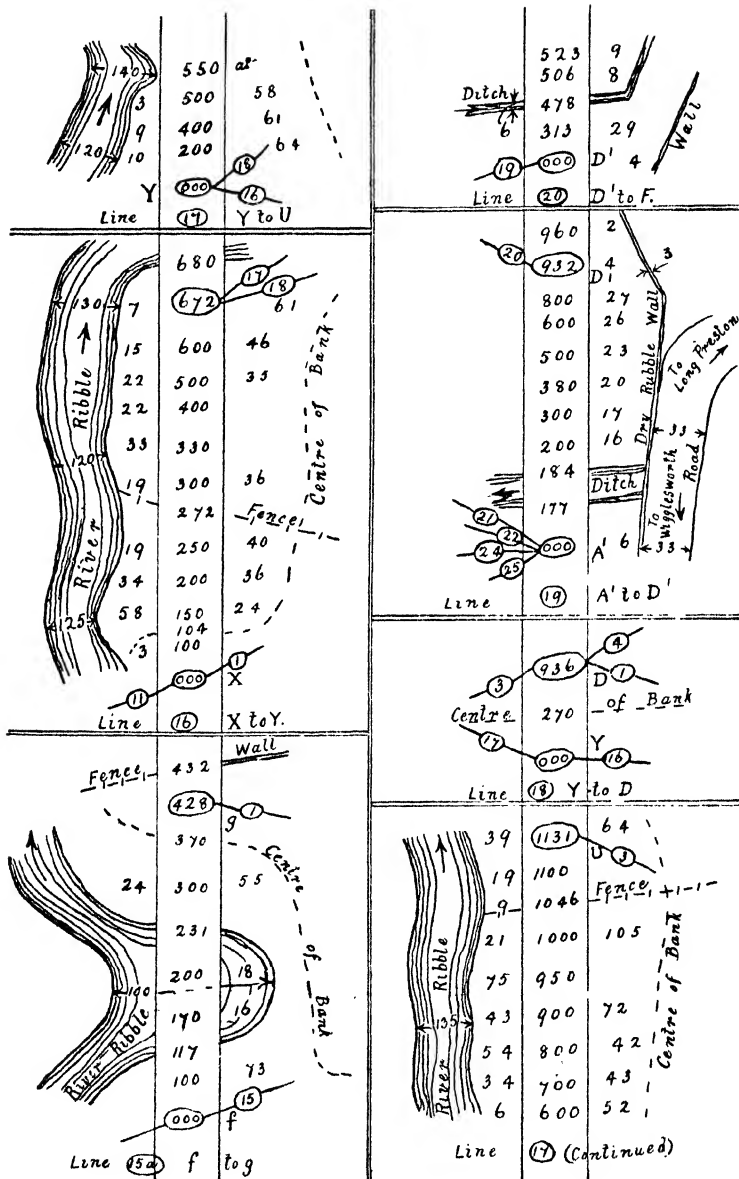 140 550 at
3 500 58
9 400 61
120 10 200 64
18
Y 000 16
Line 17 Y to U
680
17
130 7 672 18
61
15 600 46
22 500 35
22 400
Ribble
33 330
120
Centre of Bank
19 300 36
272 Fence
19 250 40
River
34 200 36
125 58 150 24
104
3 100
1
000 X
11
Line 16 X to Y.
Wall
Fence 432
428 1
g
370
Centre of Bank
24 300 55
231
200 18
100
170 16
River Ribble
117
100 73
15
000 f
Line 15a f to g
523 9
506 8
Ditch 478
6 313 29
Wall
19 000 D' 4
Line 20 D' to F.
960 2
20 932 4 3
D'
800 27
600 26
500 23
To Long Preston
380 20
300 17
Dry Rubble Wall
200 16 33
184
Ditch
177
Road
To Wigglesworth
21
22
24 000 A' 6 33
25
Line 19 A' to D'
4
936
3 D 1
Centre 270 of Bank
17 Y
000 16
Line 18 Y to D
39 1131 64
U 3
19 1100
9 1046 Fence
21 1000 105
Ribble
75 950
43 900 72
135
54 800 42
Centre of Bank
34 700 43
River
6 600 52
Line 17 (Continued)